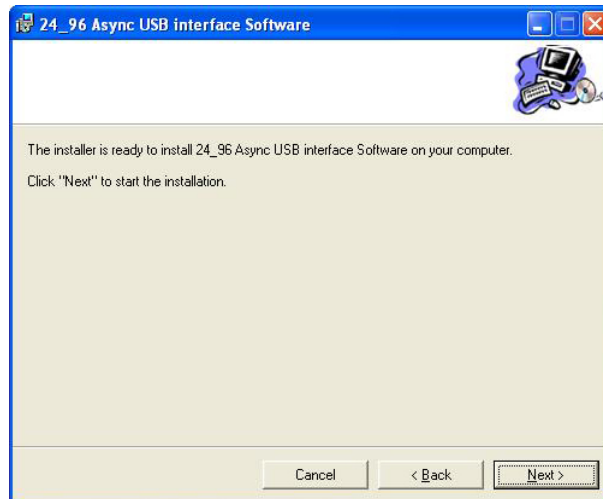 24_96 Async USB interface Software
The installer is ready to install 24_96 Async USB interface Software on your computer.
Click "Next" to start the installation.
Cancel
< Back
Next >